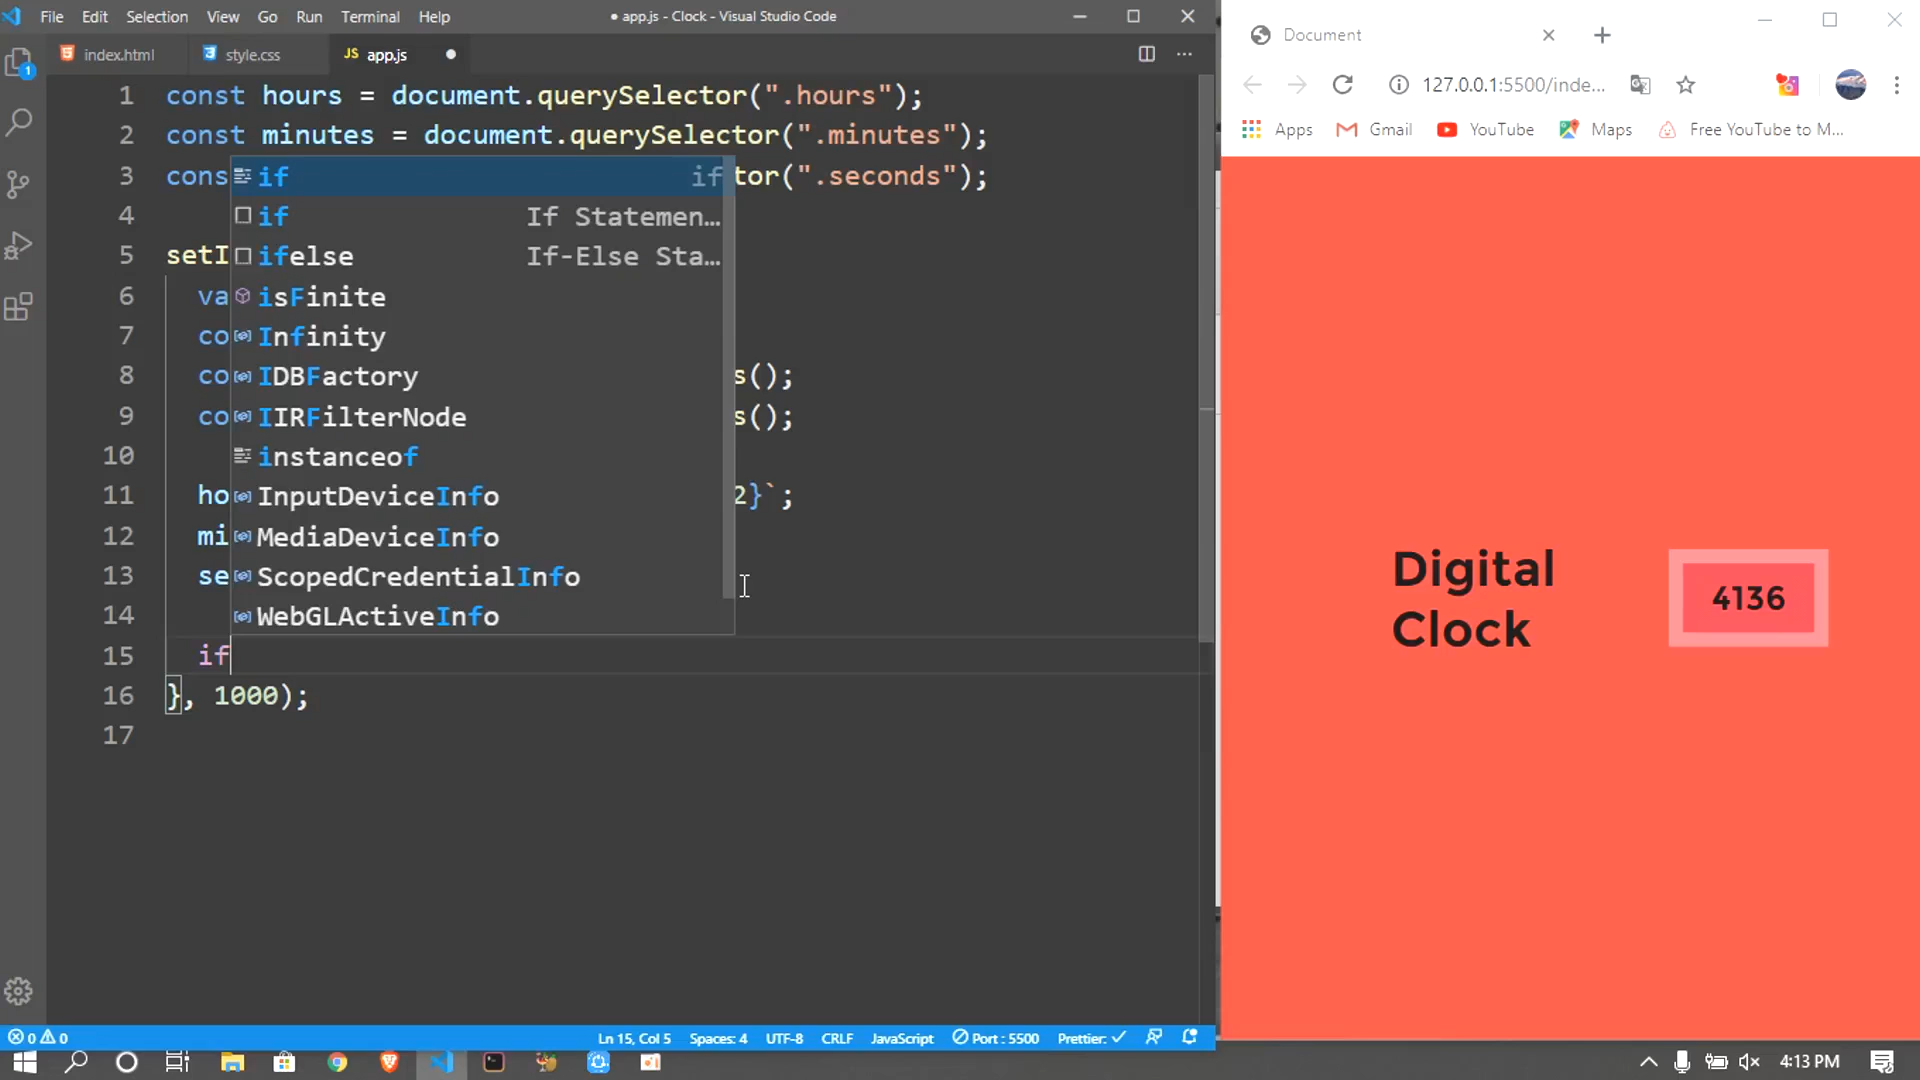 File Edit Selection View Go Run Terminal Help
● app.js - Clock - Visual Studio Code
index.html
style.css
JS app.js
1 const hours = document.querySelector(".hours");
2 const minutes = document.querySelector(".minutes");
3 cons tor(".seconds");
4
5 setI
6 va
7 co
8 co s();
9 co s();
10
11 ho 2}`;
12 mi
13 se
14
15 if
16 }, 1000);
17
if if
if If Statemen…
ifelse If-Else Sta…
isFinite
Infinity
IDBFactory
IIRFilterNode
instanceof
InputDeviceInfo
MediaDeviceInfo
ScopedCredentialInfo
WebGLActiveInfo
1
0 0
Ln 15, Col 5
Spaces: 4
UTF-8
CRLF
JavaScript
Port : 5500
Prettier: ✓
Document
127.0.0.1:5500/inde...
Apps
Gmail
YouTube
Maps
Free YouTube to M...
Digital
Clock
4136
4:13 PM